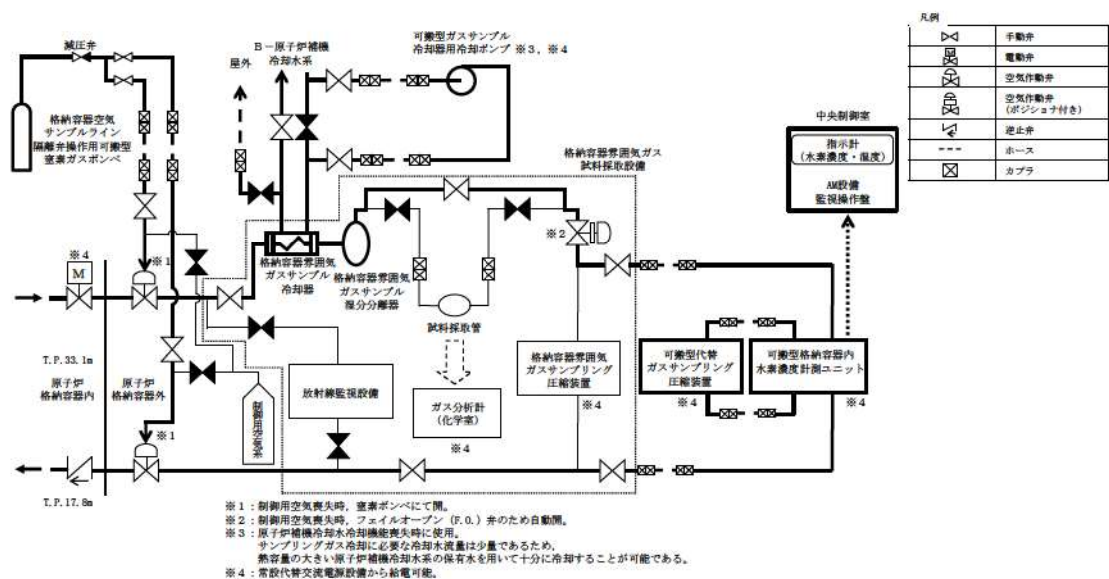 減圧弁
屋外
B-原子炉補機
冷却水系
可搬型ガスサンプル
冷却器用冷却ポンプ ※3,※4
格納容器空気
サンプルライン
隔離弁操作用可搬型
窒素ガスボンベ
格納容器雰囲気ガス
試料採取設備
中央制御室
指示計
(水素濃度・温度)
AM設備
監視操作盤
凡例
手動弁
M
電動弁
空気作動弁
空気作動弁
(ポジショナ付き)
逆止弁
ホース
カプラ
※4
M
※1
※2
格納容器雰囲気
ガスサンプル
冷却器
格納容器雰囲気
ガスサンプル
湿分分離器
試料採取管
T.P.33.1m
原子炉
格納容器内
原子炉
格納容器外
※1
制御用空気系
放射線監視設備
ガス分析計
(化学室)
※4
格納容器雰囲気
ガスサンプリング
圧縮装置
※4
可搬型代替
ガスサンプリング
圧縮装置
※4
可搬型格納容器内
水素濃度計測ユニット
※4
T.P.17.8m
※1:制御用空気喪失時,窒素ボンベにて開。
※2:制御用空気喪失時,フェイルオープン(F.O.)弁のため自動開。
※3:原子炉補機冷却水冷却機能喪失時に使用。
サンプリングガス冷却に必要な冷却水流量は少量であるため,
熱容量の大きい原子炉補機冷却水系の保有水を用いて十分に冷却することが可能である。
※4:常設代替交流電源設備から給電可能。